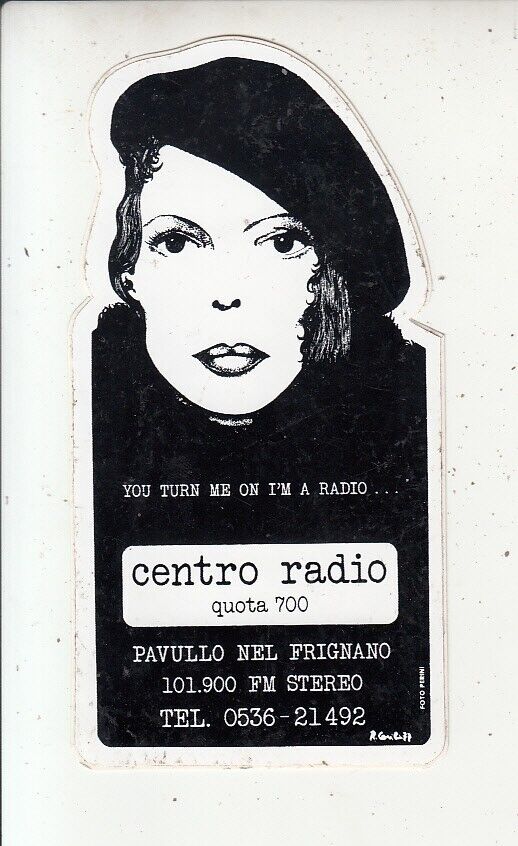 YOU TURN ME ON I'M A RADIO ...
centro radio
quota 700
PAVULLO NEL FRIGNANO
101.900 FM STEREO
TEL. 0536-21492
FOTO PERINI